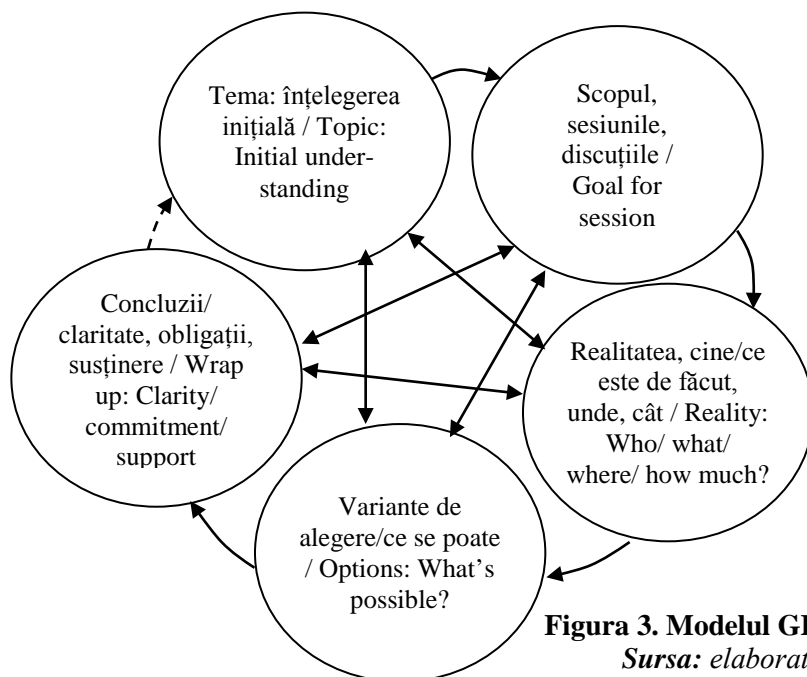 Tema: înțelegerea
inițială / Topic:
Initial under-
standing
Scopul,
sesiunile,
discuțiile /
Goal for
session
Concluzii/
claritate, obligații,
susținere / Wrap
up: Clarity/
commitment/
support
Realitatea, cine/ce
este de făcut,
unde, cât / Reality:
Who/ what/
where/ how much?
Variante de
alegere/ce se poate
/ Options: What’s
possible?
Figura 3. Modelul
Sursa: